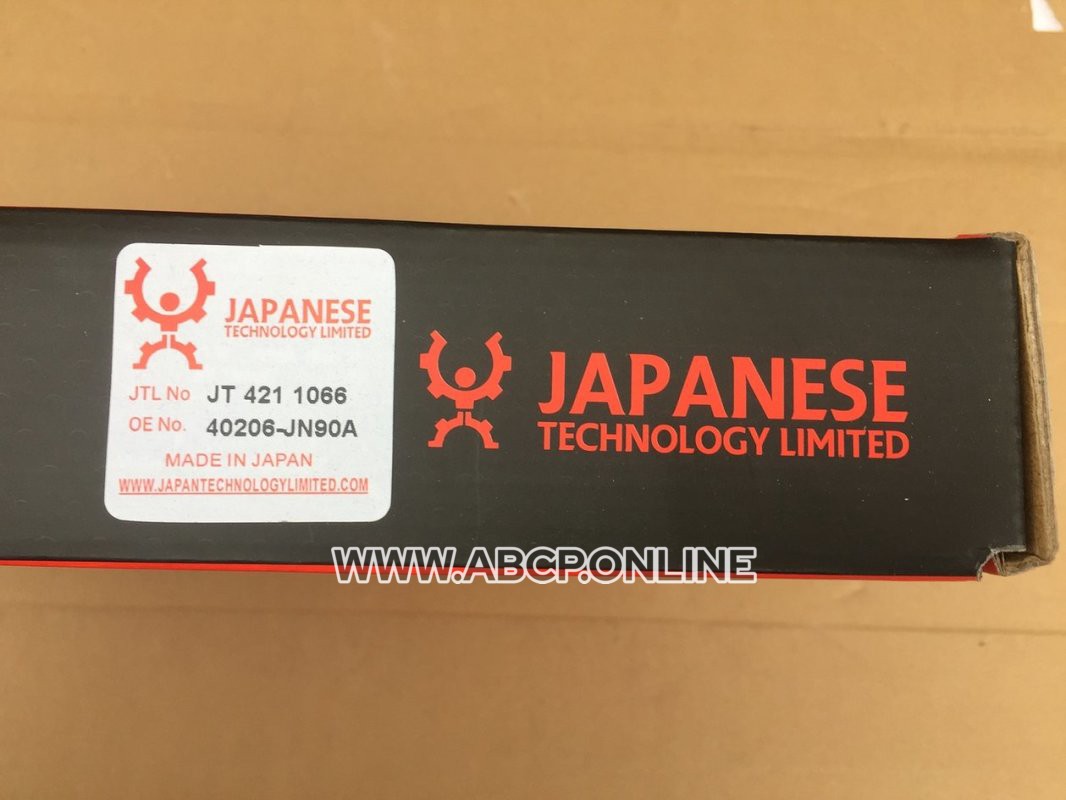 JAPANESE
TECHNOLOGY LIMITED
JTL No JT 421 1066
OE No. 40206-JN90A
MADE IN JAPAN
WWW.JAPANTECHNOLOGYLIMITED.COM
JAPANESE
TECHNOLOGY LIMITED
WWW.ABCP.ONLINE